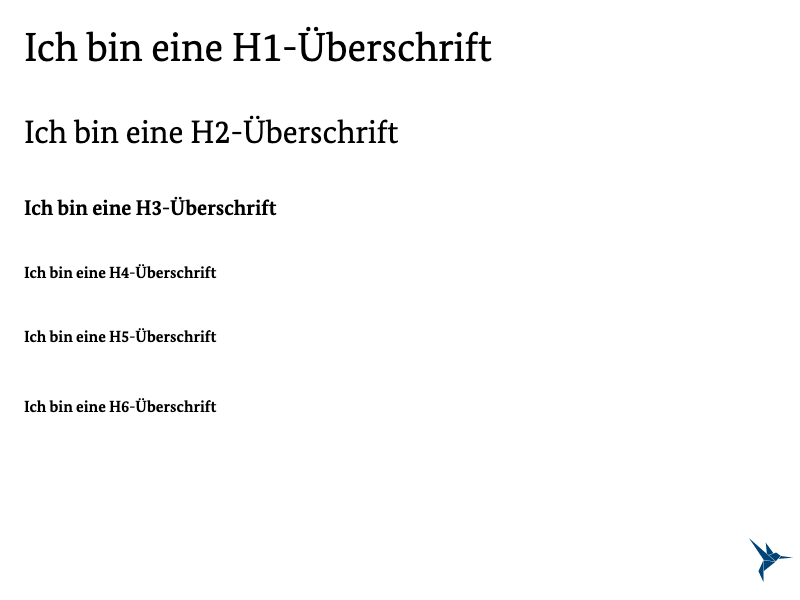 Ich bin eine H1-Überschrift
Ich bin eine H2-Überschrift
Ich bin eine H3-Überschrift
Ich bin eine H4-Überschrift
Ich bin eine H5-Überschrift
Ich bin eine H6-Überschrift